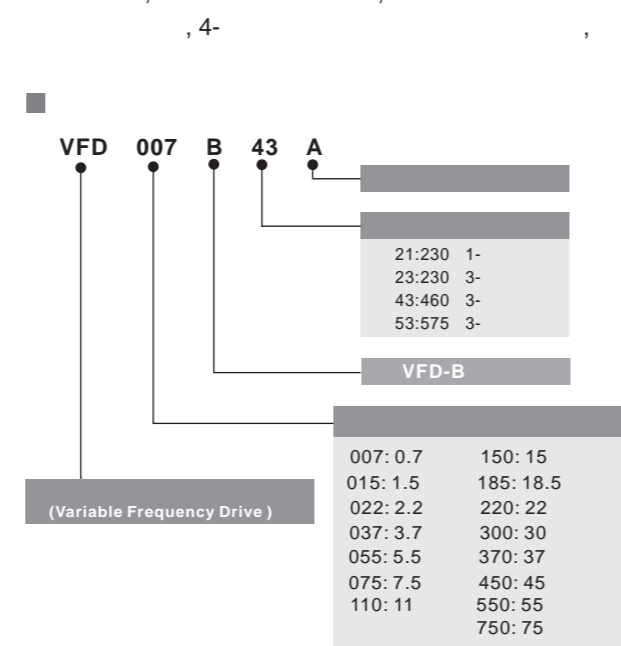 , 4- ,
VFD 007 B 43 A
21:230 1-
23:230 3-
43:460 3-
53:575 3-
VFD-B
007: 0.7 150: 15
015: 1.5 185: 18.5
022: 2.2 220: 22
037: 3.7 300: 30
055: 5.5 370: 37
075: 7.5 450: 45
110: 11 550: 55
750: 75
(Variable Frequency Drive )